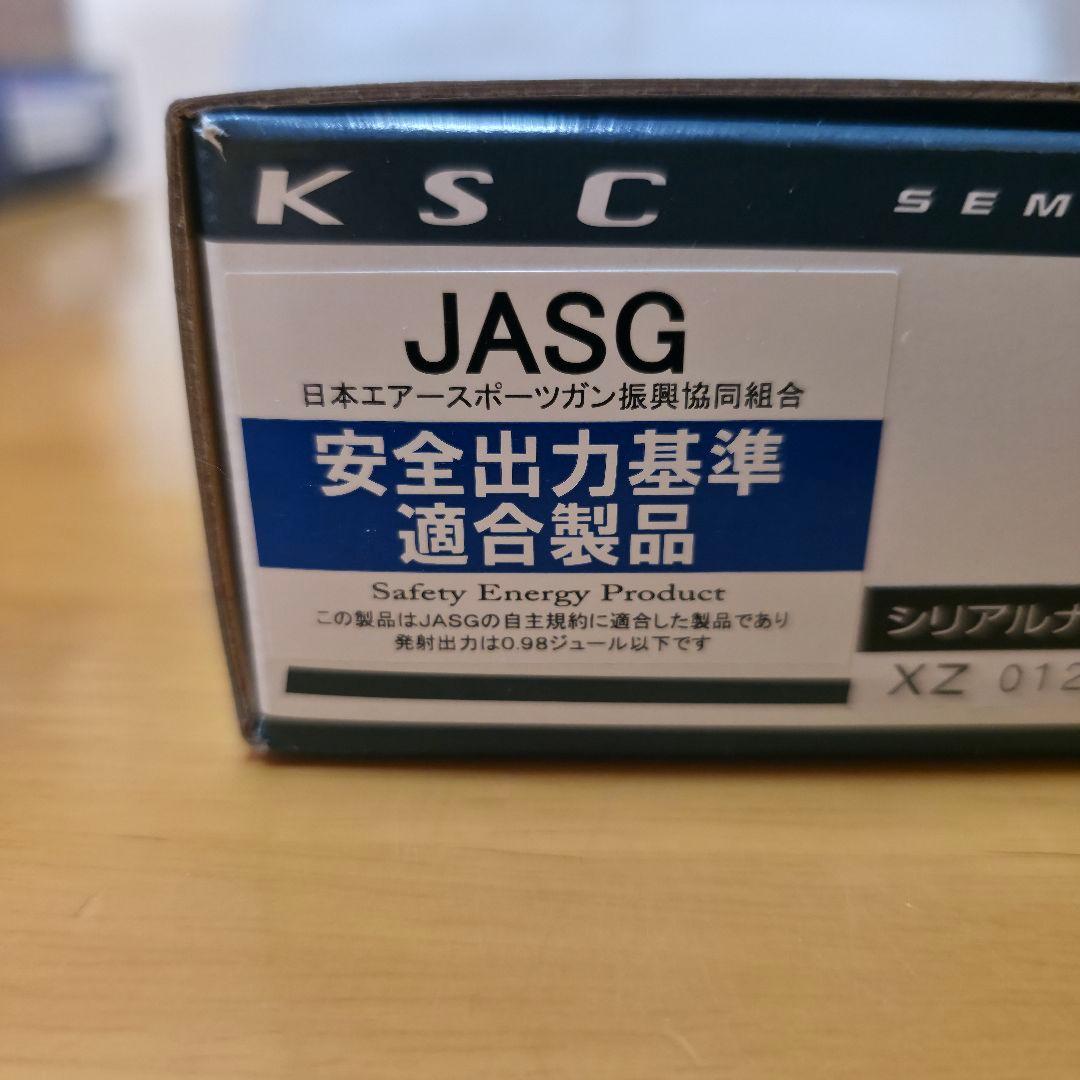 KSC SEM
JASG
日本エアースポーツガン振興協同組合
安全出力基準
適合製品
Safety Energy Product
この製品はJASGの自主規約に適合した製品であり
発射出力は0.98ジュール以下です
シリアルナ
XZ 012